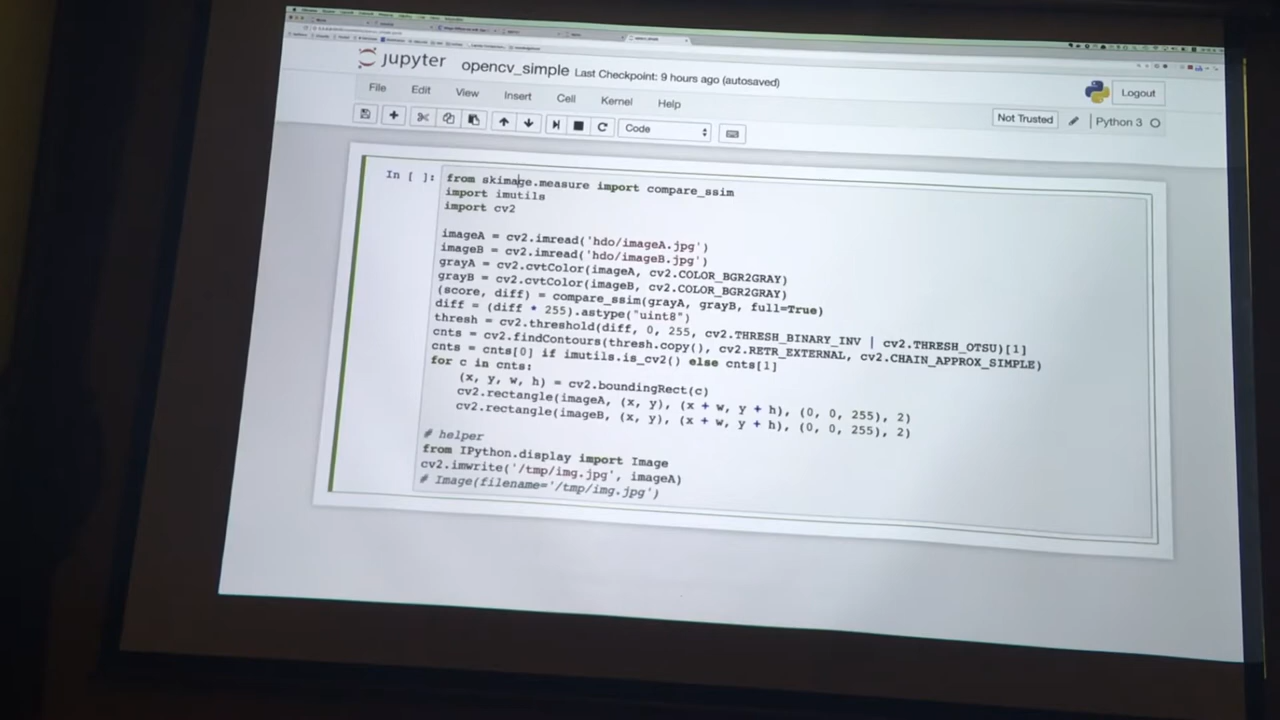 jupyter opencv_simple Last Checkpoint: 9 hours ago (autosaved)
Logout
File Edit View Insert Cell Kernel Help
Not Trusted
Python 3
Code
In [ ]:
from skimage.measure import compare_ssim
import imutils
import cv2
imageA = cv2.imread('hdo/imageA.jpg')
imageB = cv2.imread('hdo/imageB.jpg')
grayA = cv2.cvtColor(imageA, cv2.COLOR_BGR2GRAY)
grayB = cv2.cvtColor(imageB, cv2.COLOR_BGR2GRAY)
(score, diff) = compare_ssim(grayA, grayB, full=True)
diff = (diff * 255).astype("uint8")
thresh = cv2.threshold(diff, 0, 255, cv2.THRESH_BINARY_INV | cv2.THRESH_OTSU)[1]
cnts = cv2.findContours(thresh.copy(), cv2.RETR_EXTERNAL, cv2.CHAIN_APPROX_SIMPLE)
cnts = cnts[0] if imutils.is_cv2() else cnts[1]
for c in cnts:
    (x, y, w, h) = cv2.boundingRect(c)
    cv2.rectangle(imageA, (x, y), (x + w, y + h), (0, 0, 255), 2)
    cv2.rectangle(imageB, (x, y), (x + w, y + h), (0, 0, 255), 2)
# helper
from IPython.display import Image
cv2.imwrite('/tmp/img.jpg', imageA)
# Image(filename='/tmp/img.jpg')